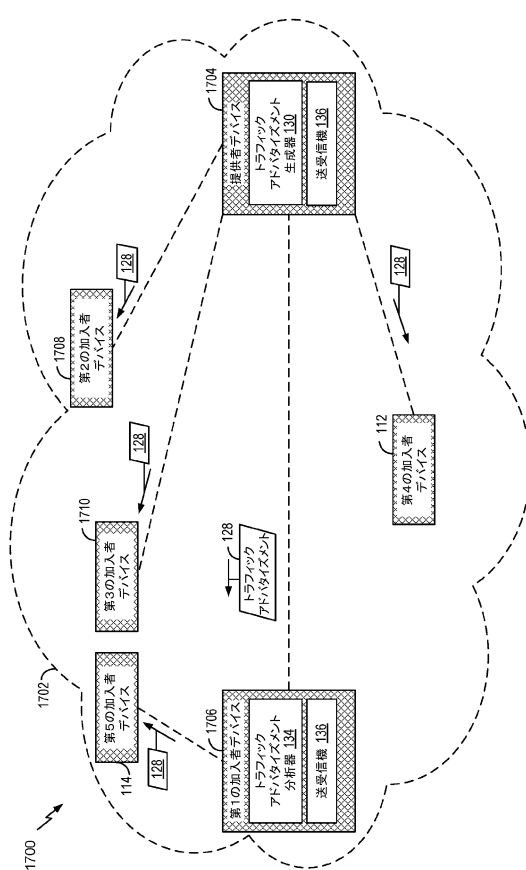 1700
1702
1704
提供者デバイス
トラフィック
アドバタイズメント
生成器 130
送受信機 136
128
1708
第2の加入者
デバイス
128
1710
第3の加入者
デバイス
128
トラフィック
アドバタイズメント
128
112
第4の加入者
デバイス
114
第5の加入者
デバイス
128
1706
第1の加入者デバイス
トラフィック
アドバタイズメント
分析器 134
送受信機 136